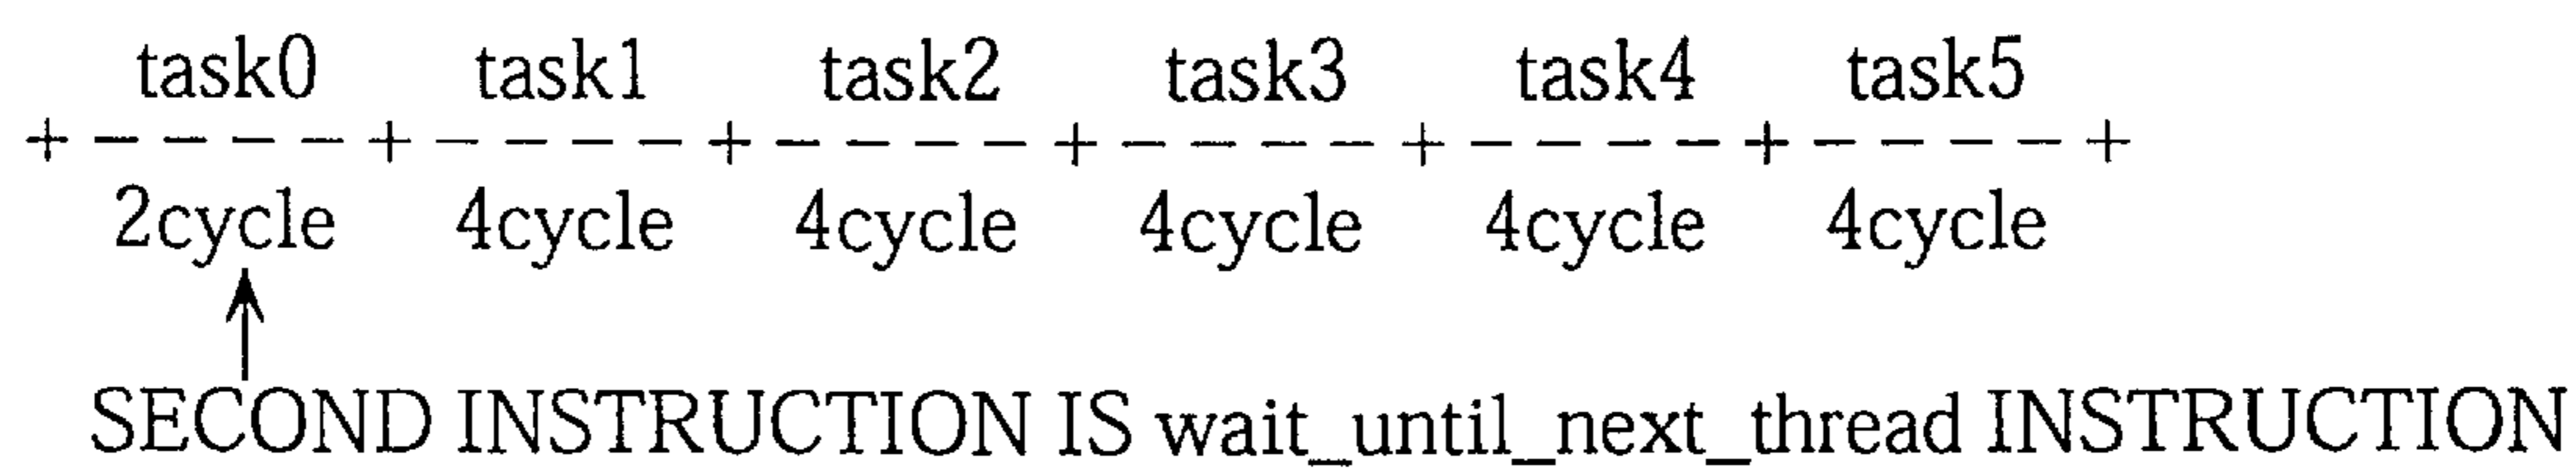 task0 task1 task2 task3 task4 task5
+ - - - - + - - - - + - - - - + - - - - + - - - - + - - - - +
2cycle 4cycle 4cycle 4cycle 4cycle 4cycle
SECOND INSTRUCTION IS wait_until_next_thread INSTRUCTION